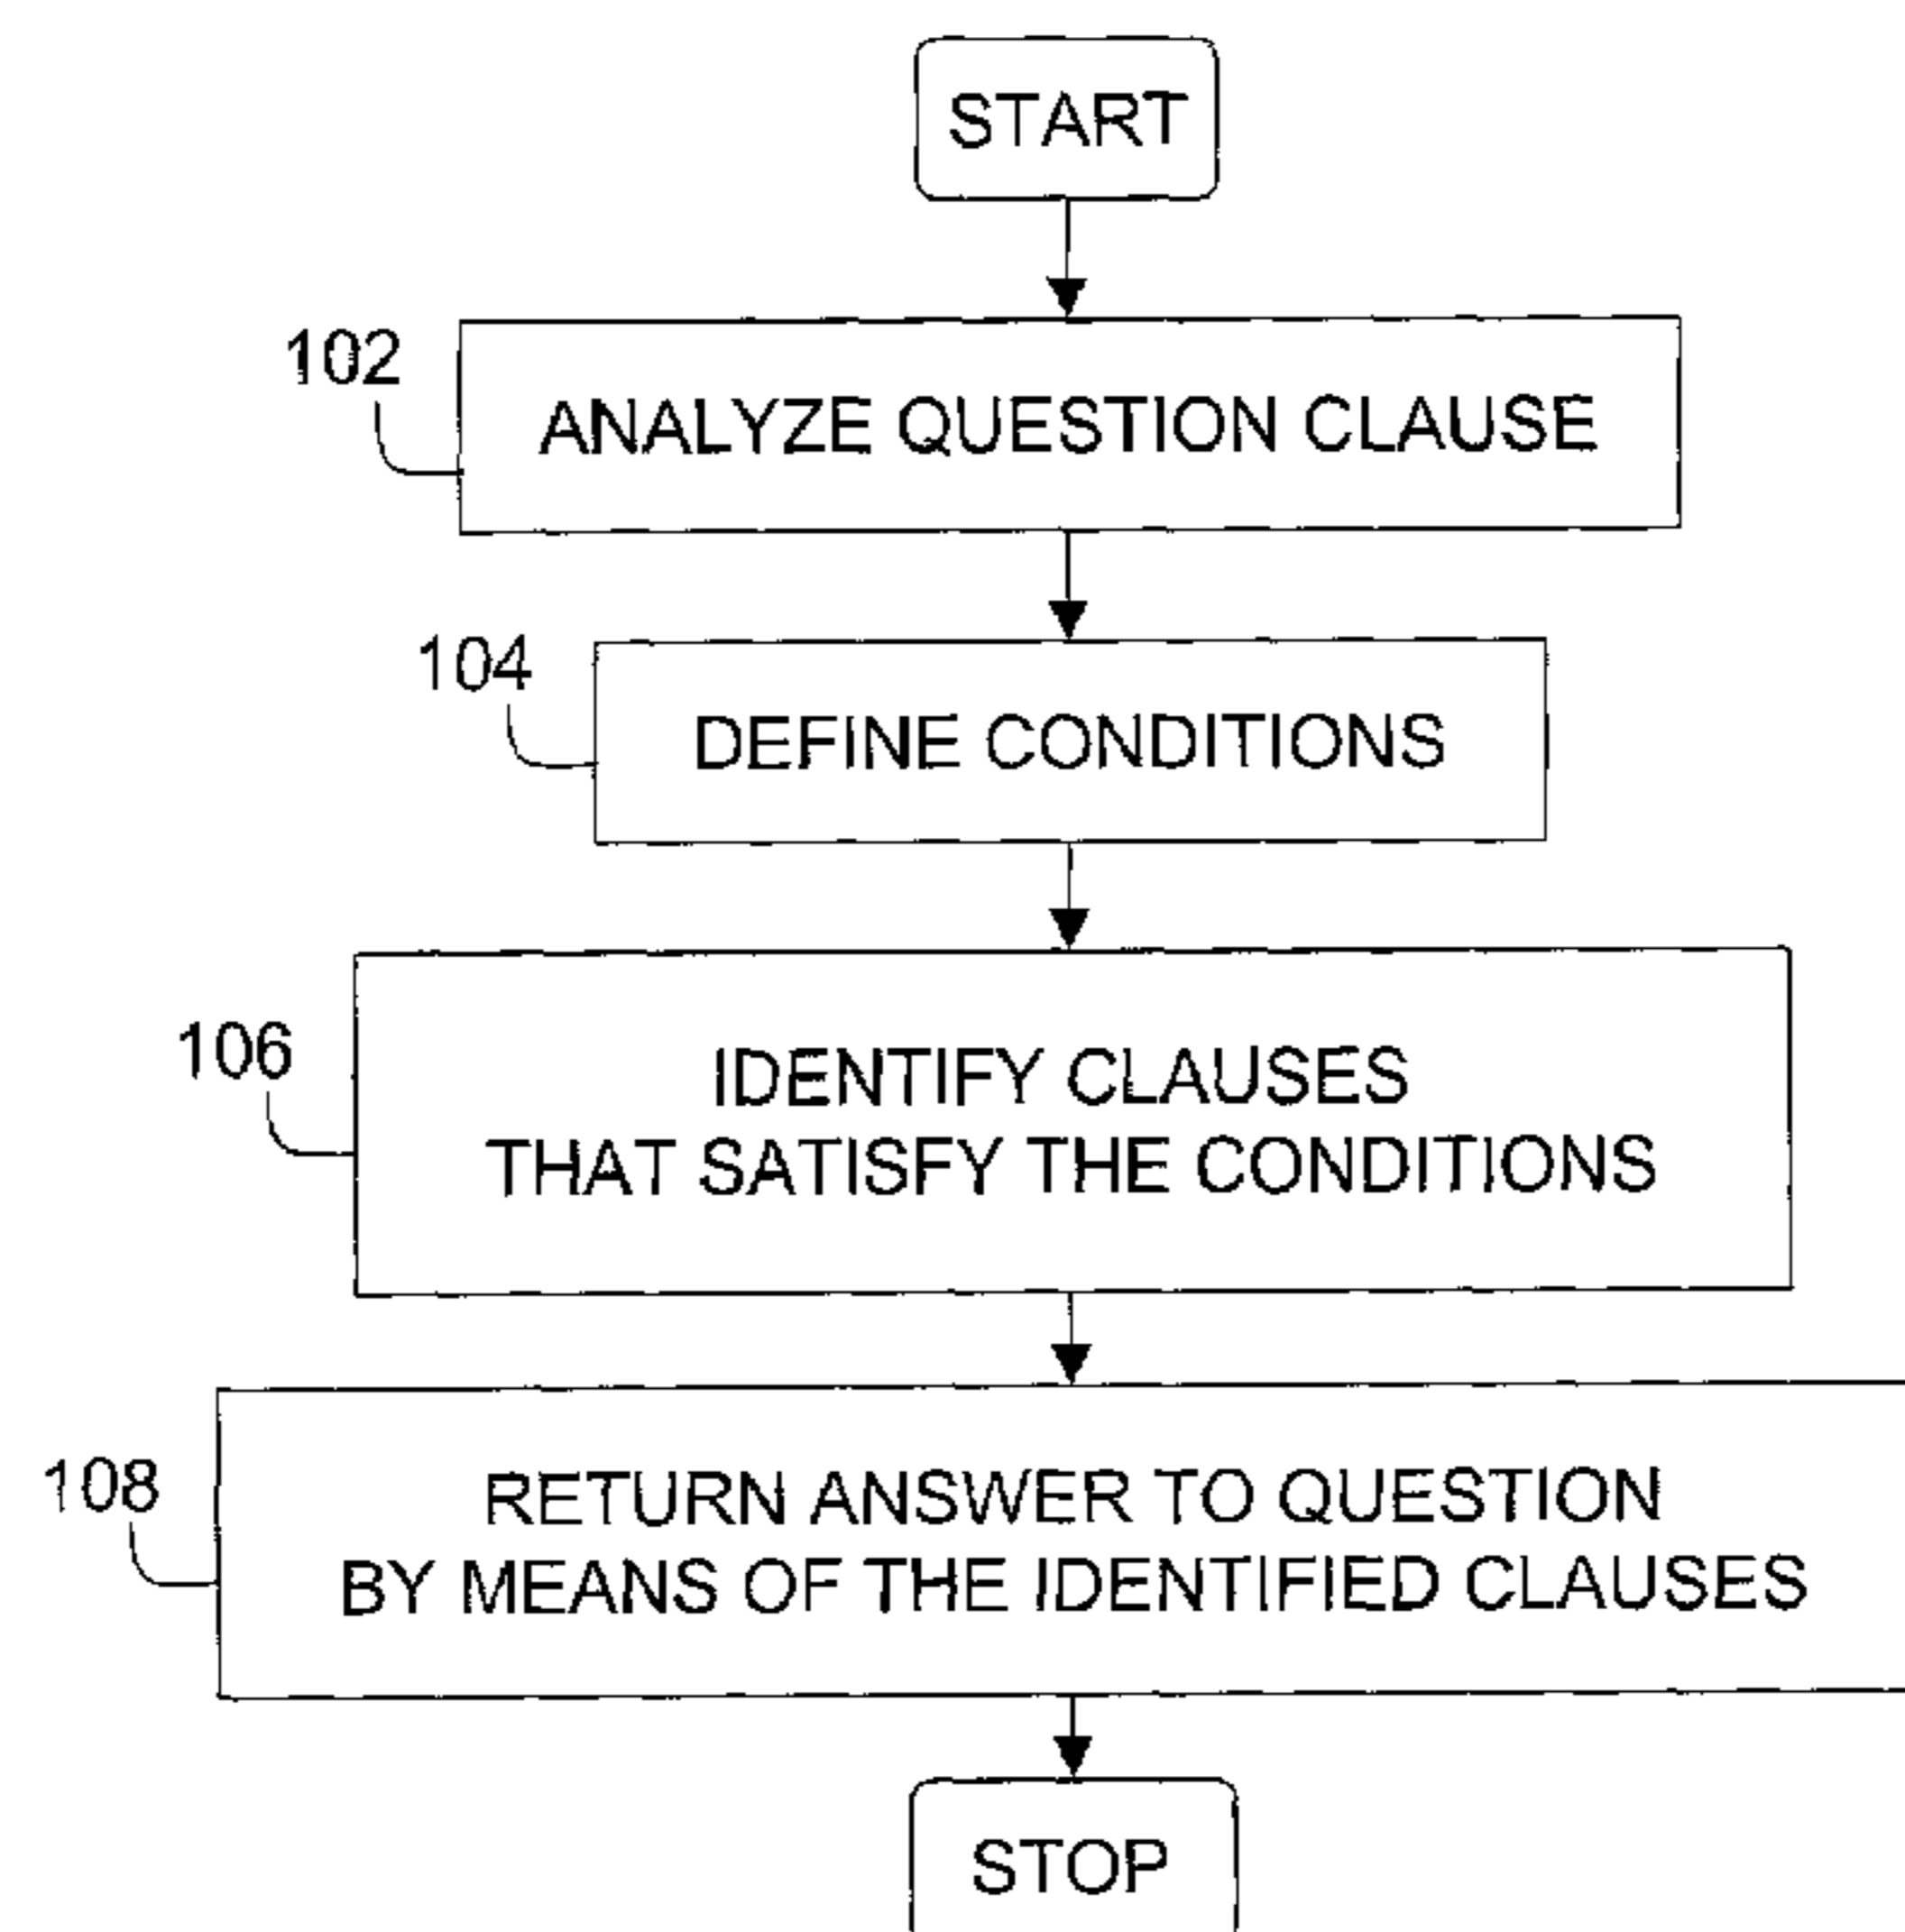 START
102
ANALYZE QUESTION CLAUSE
104
DEFINE CONDITIONS
106
IDENTIFY CLAUSES
THAT SATISFY THE CONDITIONS
108
RETURN ANSWER TO QUESTION
BY MEANS OF THE IDENTIFIED CLAUSES
STOP